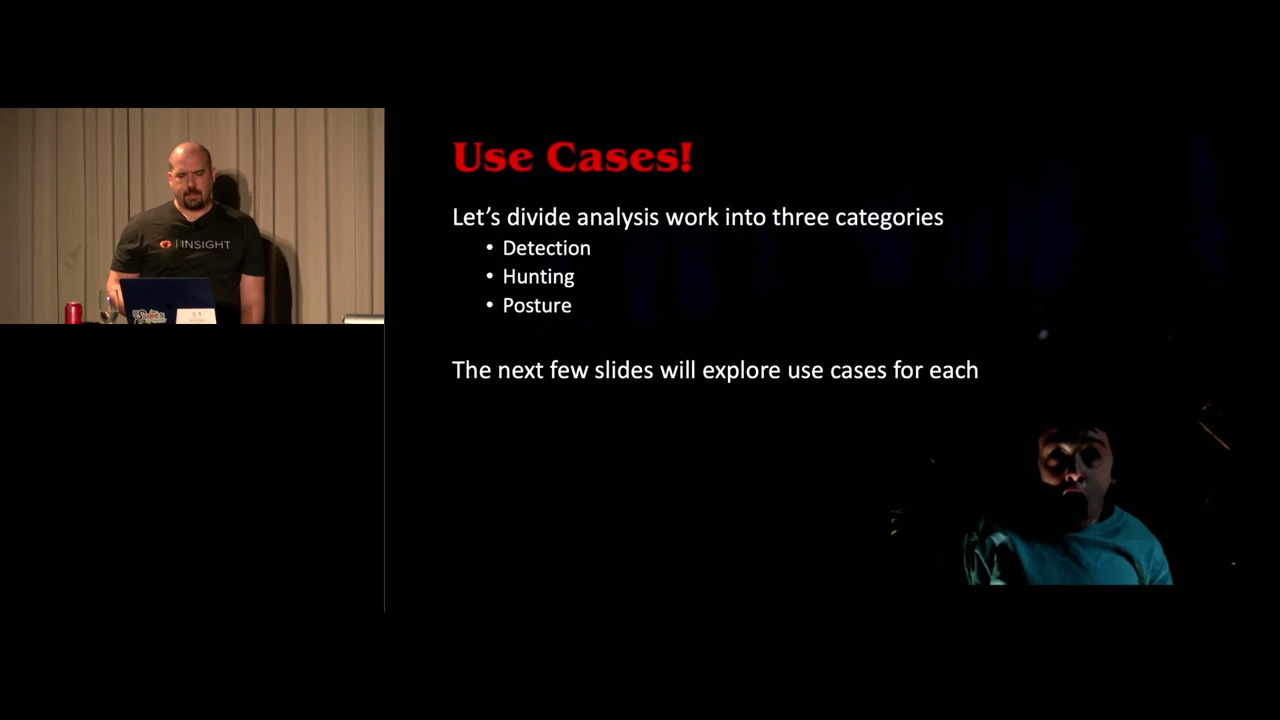 INSIGHT
Use Cases!
Let's divide analysis work into three categories
• Detection
• Hunting
• Posture
The next few slides will explore use cases for each